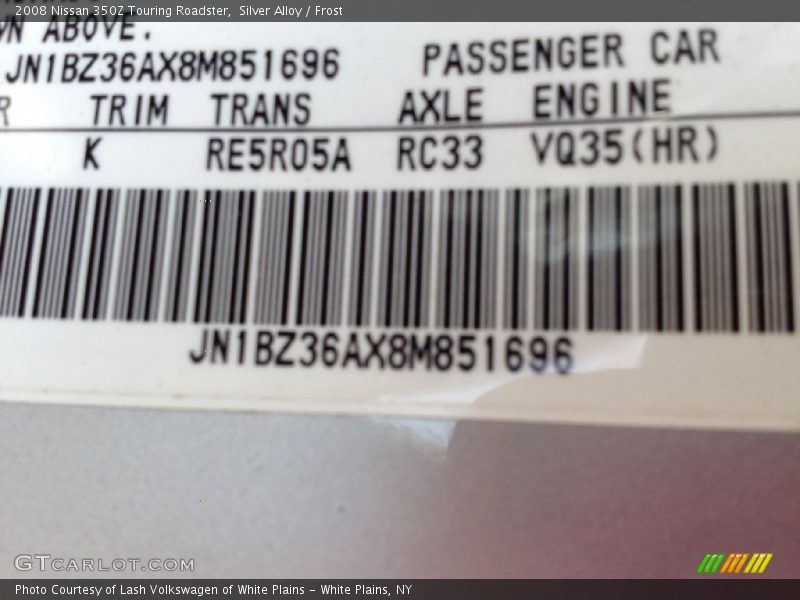 2008 Nissan 350Z Touring Roadster,  Silver Alloy / Frost
WN ABOVE.
JN1BZ36AX8M851696 PASSENGER CAR
R TRIM TRANS AXLE ENGINE
K RE5R05A RC33 VQ35(HR)
JN1BZ36AX8M851696
GTCARLOT.COM
Photo Courtesy of Lash Volkswagen of White Plains - White Plains, NY